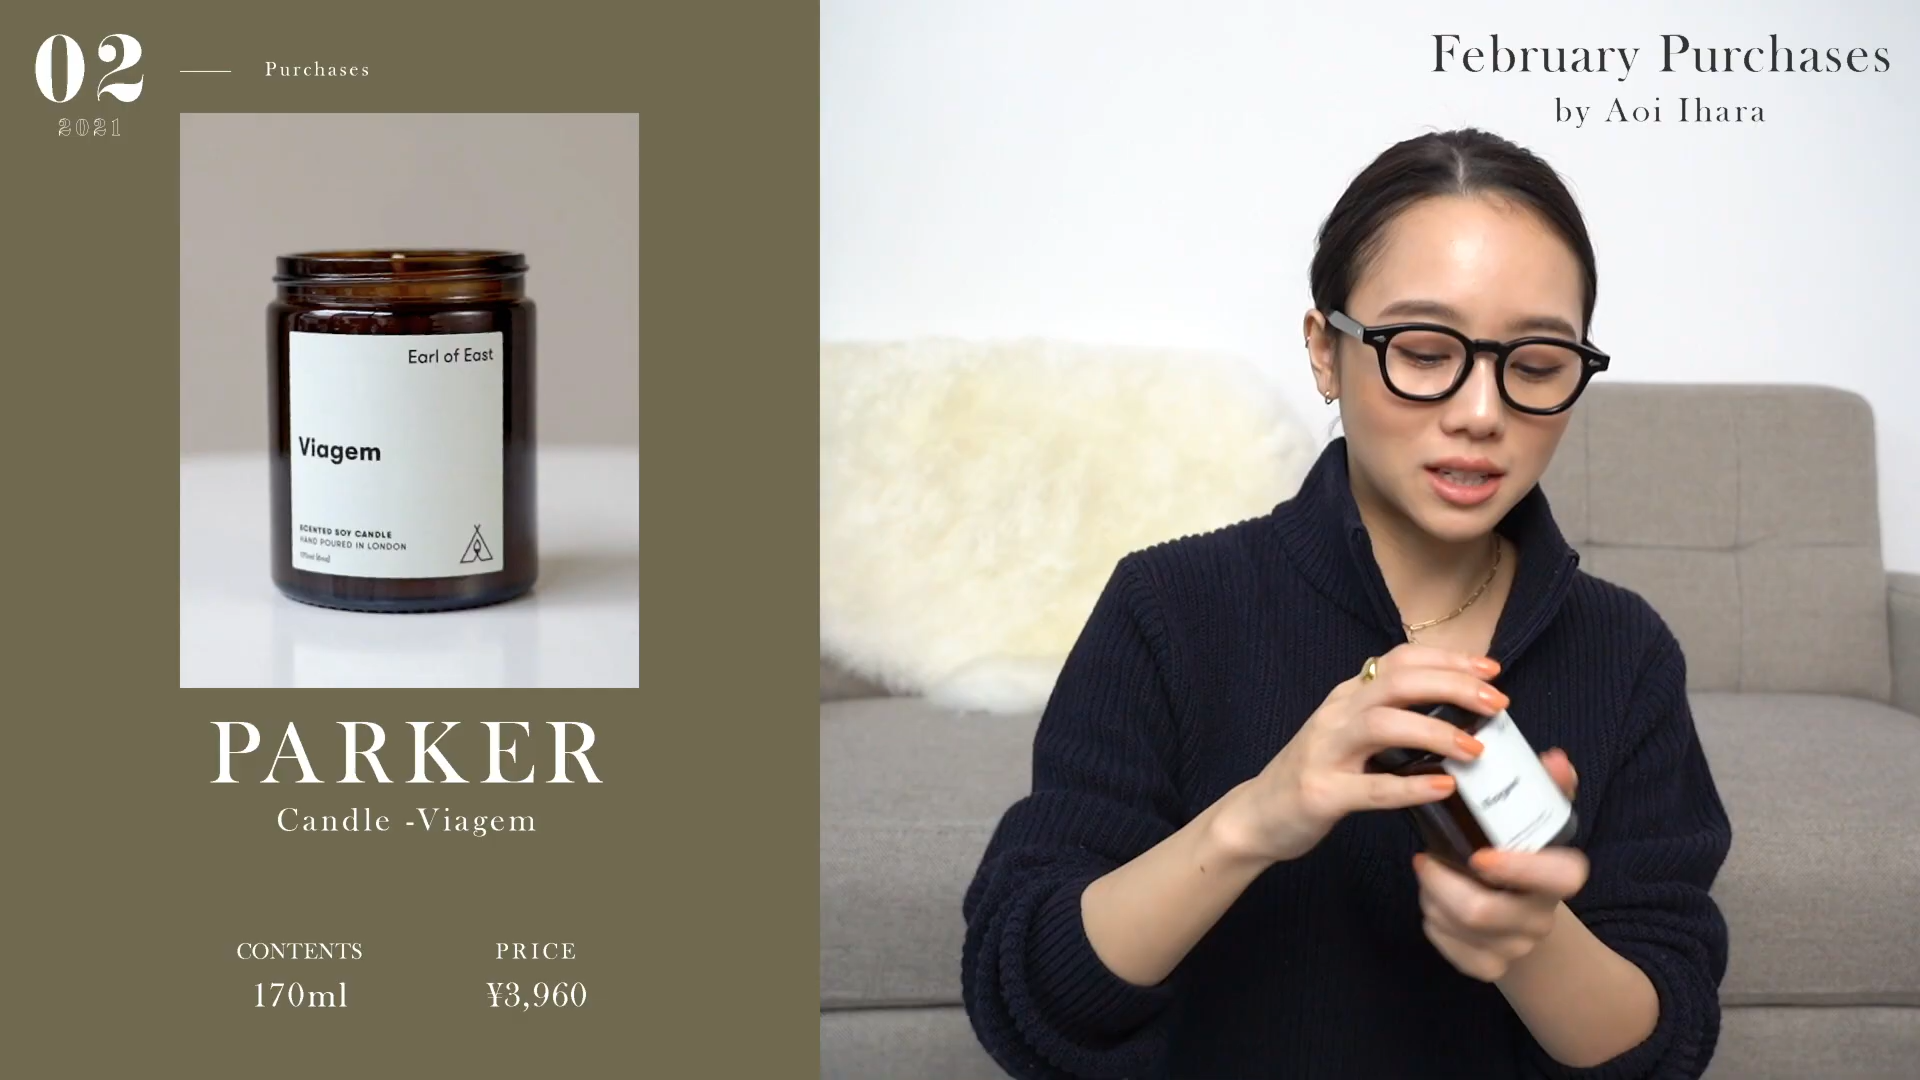 02
2021
Purchases
Earl of East
Viagem
SCENTED SOY CANDLE
HAND POURED IN LONDON
PARKER
Candle -Viagem
CONTENTS
170ml
PRICE
¥3,960
February Purchases
by Aoi Ihara
Viagem